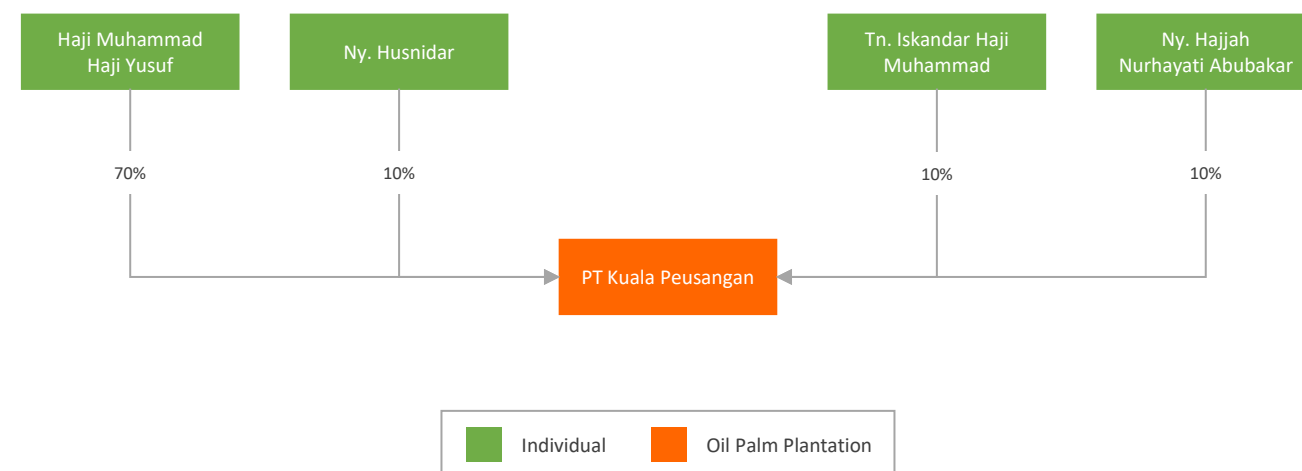 Haji Muhammad
Haji Yusuf
Ny. Husnidar
Tn. Iskandar Haji
Muhammad
Ny. Hajjah
Nurhayati Abubakar
70%
10%
10%
10%
PT Kuala Peusangan
Individual
Oil Palm Plantation